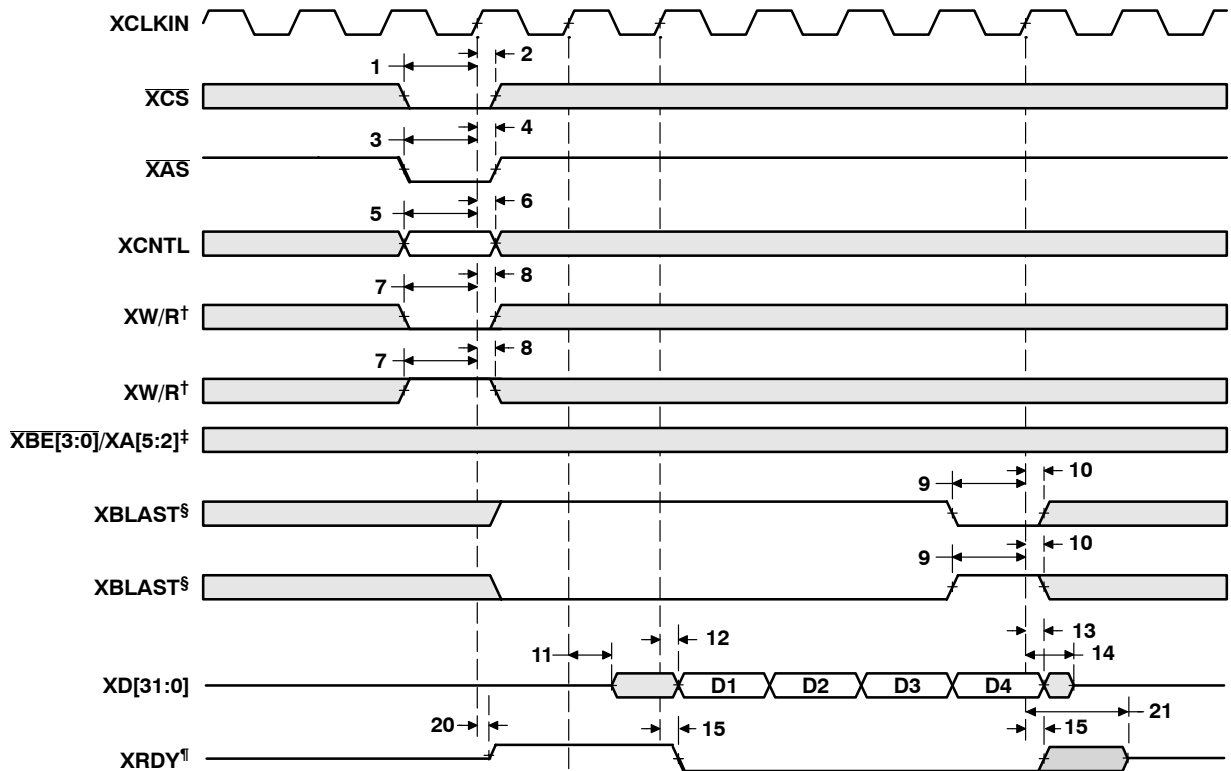 XCLKIN
1
2
XCS
3
4
XAS
5
6
XCNTL
7
8
XW/R†
7
8
XW/R†
XBE[3:0]/XA[5:2]‡
9
10
XBLAST§
9
10
XBLAST§
11
12
13
14
XD[31:0]
D1
D2
D3
D4
20
15
15
21
XRDY¶